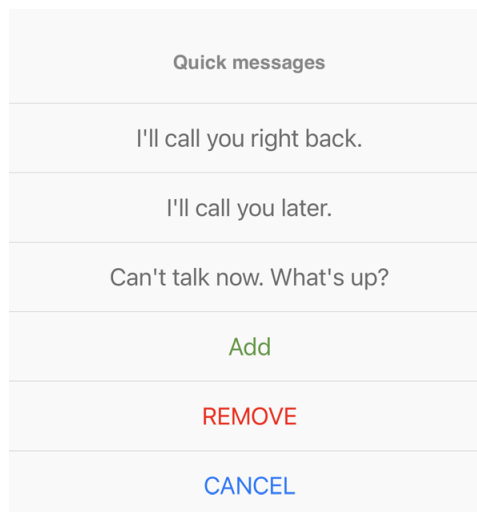 Quick messages
I'll call you right back.
I'll call you later.
Can't talk now. What's up?
Add
REMOVE
CANCEL